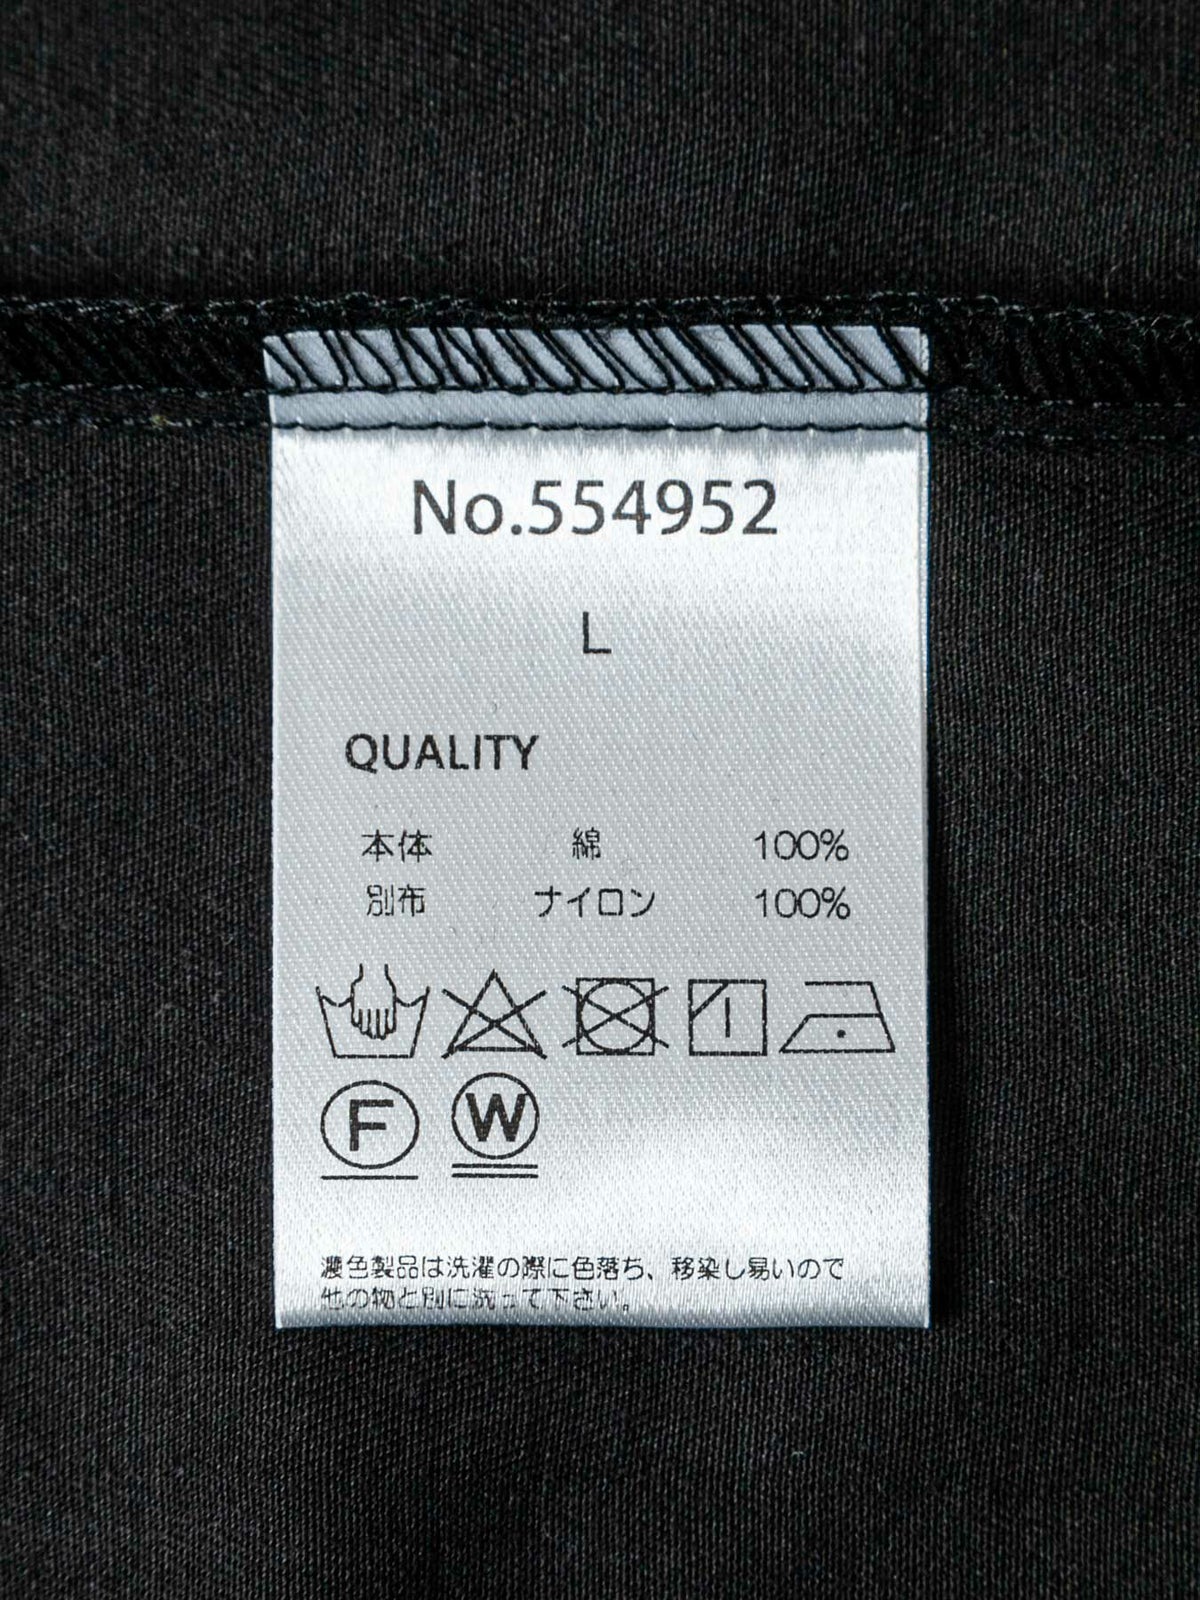 No.554952
L
QUALITY
本体 綿 100%
別布 ナイロン 100%
F W
濃色製品は洗濯の際に色落ち、移染し易いので
他の物と別に洗って下さい。